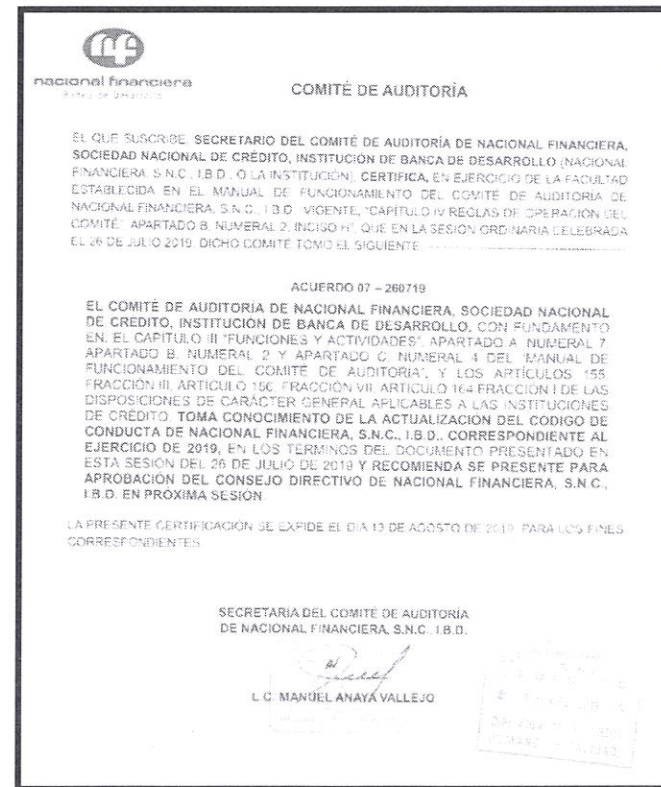 nf
nacional financiera
Banca de Desarrollo
COMITÉ DE AUDITORÍA
EL QUE SUSCRIBE, SECRETARIO DEL COMITÉ DE AUDITORÍA DE NACIONAL FINANCIERA,
SOCIEDAD NACIONAL DE CRÉDITO, INSTITUCIÓN DE BANCA DE DESARROLLO (NACIONAL
FINANCIERA, S.N.C., I.B.D., O LA INSTITUCIÓN), CERTIFICA, EN EJERCICIO DE LA FACULTAD
ESTABLECIDA EN EL MANUAL DE FUNCIONAMIENTO DEL COMITÉ DE AUDITORÍA DE
NACIONAL FINANCIERA, S.N.C., I.B.D. VIGENTE, "CAPÍTULO IV REGLAS DE OPERACIÓN DEL
COMITÉ" APARTADO B, NUMERAL 2, INCISO H", QUE EN LA SESIÓN ORDINARIA CELEBRADA
EL 26 DE JULIO 2019, DICHO COMITÉ TOMÓ EL SIGUIENTE:
ACUERDO 07 – 260719
EL COMITÉ DE AUDITORÍA DE NACIONAL FINANCIERA, SOCIEDAD NACIONAL
DE CRÉDITO, INSTITUCIÓN DE BANCA DE DESARROLLO, CON FUNDAMENTO
EN: EL CAPÍTULO III "FUNCIONES Y ACTIVIDADES", APARTADO A, NUMERAL 7,
APARTADO B, NUMERAL 2 Y APARTADO C, NUMERAL 4 DEL "MANUAL DE
FUNCIONAMIENTO DEL COMITÉ DE AUDITORÍA", Y LOS ARTÍCULOS 155,
FRACCIÓN III, ARTÍCULO 156, FRACCIÓN VII, ARTÍCULO 164 FRACCIÓN I DE LAS
DISPOSICIONES DE CARÁCTER GENERAL APLICABLES A LAS INSTITUCIONES
DE CRÉDITO, TOMA CONOCIMIENTO DE LA ACTUALIZACIÓN DEL CODIGO DE
CONDUCTA DE NACIONAL FINANCIERA, S.N.C., I.B.D., CORRESPONDIENTE AL
EJERCICIO DE 2019, EN LOS TÉRMINOS DEL DOCUMENTO PRESENTADO EN
ESTA SESIÓN DEL 26 DE JULIO DE 2019 Y RECOMIENDA SE PRESENTE PARA
APROBACIÓN DEL CONSEJO DIRECTIVO DE NACIONAL FINANCIERA, S.N.C.,
I.B.D. EN PRÓXIMA SESIÓN.
LA PRESENTE CERTIFICACIÓN SE EXPIDE EL DÍA 13 DE AGOSTO DE 2019, PARA LOS FINES
CORRESPONDIENTES.
SECRETARIA DEL COMITÉ DE AUDITORÍA
DE NACIONAL FINANCIERA, S.N.C., I.B.D.
L.C. MANUEL ANAYA VALLEJO